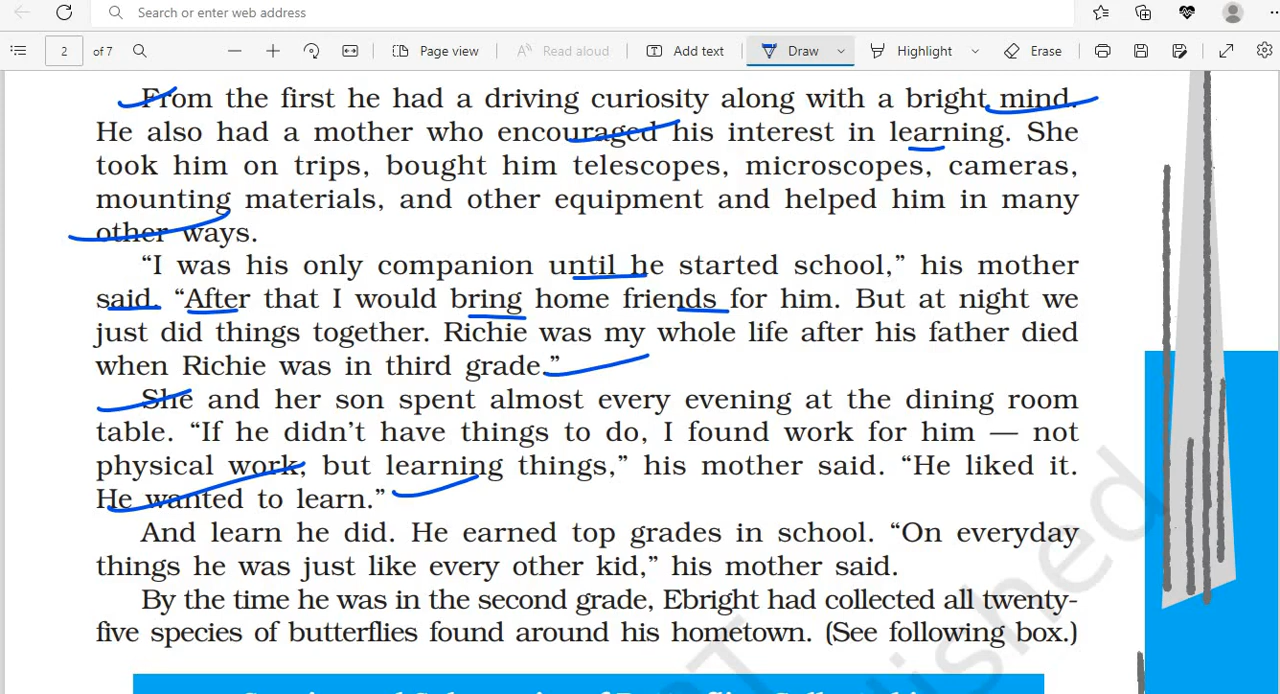 Search or enter web address
2 of 7 Page view Read aloud Add text Draw Highlight Erase
From the first he had a driving curiosity along with a bright mind.
He also had a mother who encouraged his interest in learning. She
took him on trips, bought him telescopes, microscopes, cameras,
mounting materials, and other equipment and helped him in many
other ways.
“I was his only companion until he started school,” his mother
said. “After that I would bring home friends for him. But at night we
just did things together. Richie was my whole life after his father died
when Richie was in third grade.”
She and her son spent almost every evening at the dining room
table. “If he didn’t have things to do, I found work for him — not
physical work, but learning things,” his mother said. “He liked it.
He wanted to learn.”
And learn he did. He earned top grades in school. “On everyday
things he was just like every other kid,” his mother said.
By the time he was in the second grade, Ebright had collected all twenty-
five species of butterflies found around his hometown. (See following box.)